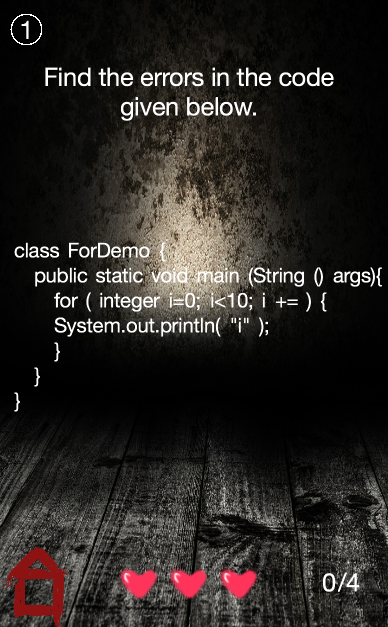 1
Find the errors in the code
given below.
class ForDemo {
public static void main (String () args){
for ( integer i=0; i<10; i += ) {
System.out.println( "i" );
}
}
}
0/4